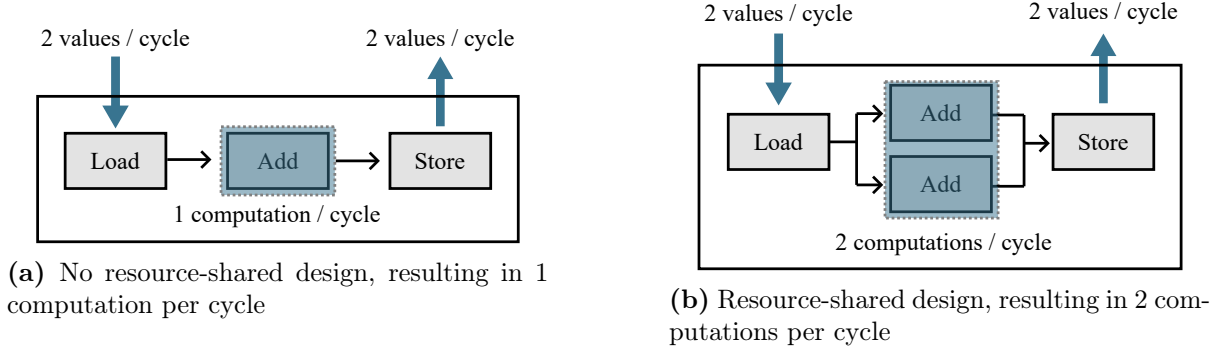 2 values / cycle
2 values / cycle
Load
Add
Store
1 computation / cycle
(a) No resource-shared design, resulting in 1
computation per cycle
2 values / cycle
2 values / cycle
Load
Add
Add
Store
2 computations / cycle
(b) Resource-shared design, resulting in 2 com-
putations per cycle